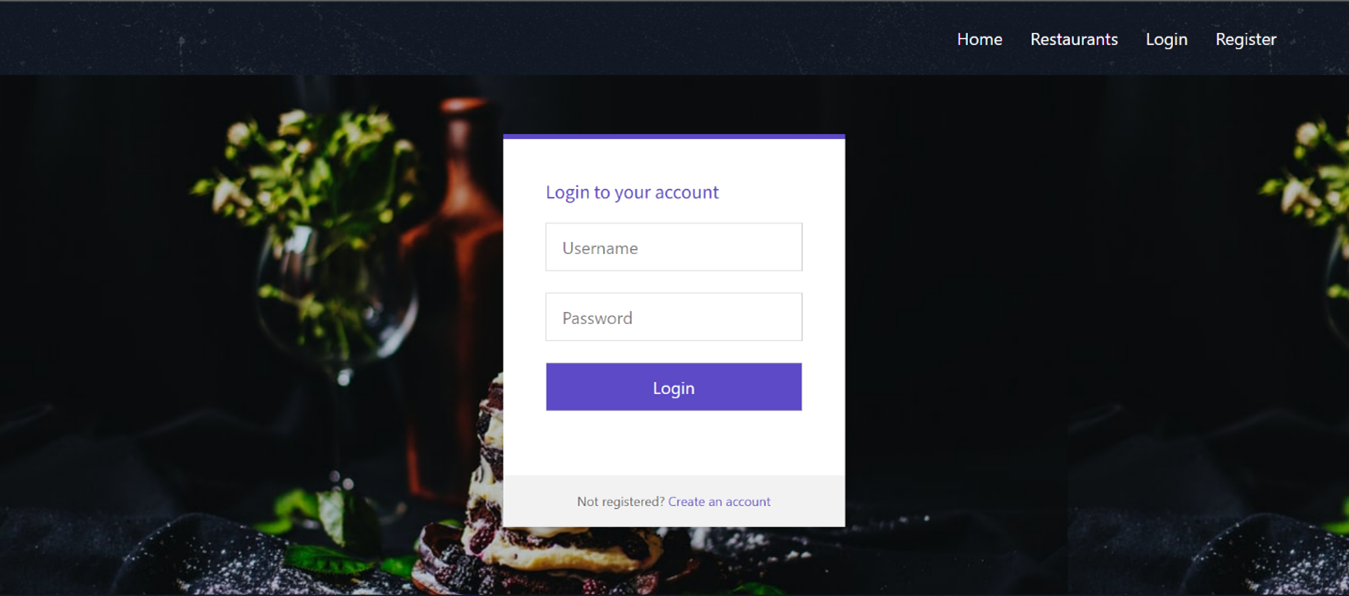 Home Restaurants Login Register
Login to your account
Username
Password
Login
Not registered? Create an account